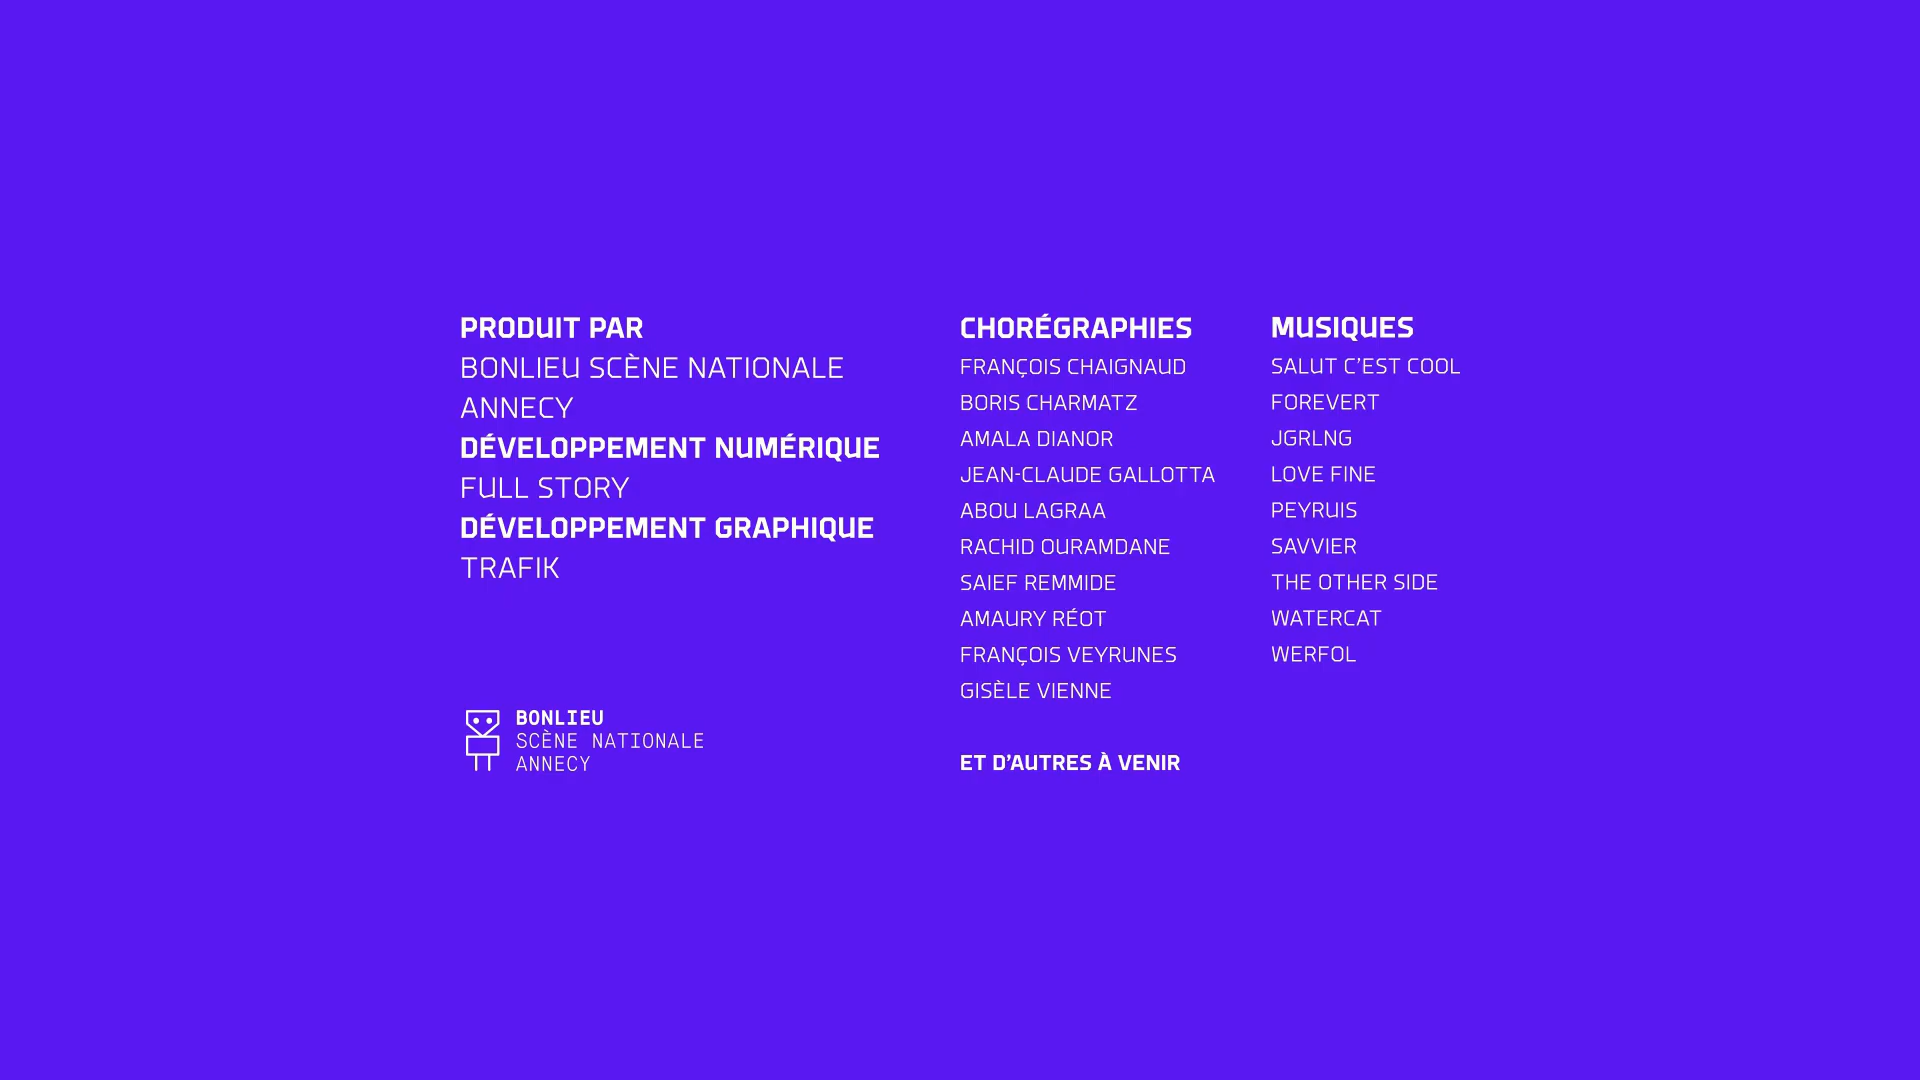 PRODUIT PAR
BONLIEU SCÈNE NATIONALE
ANNECY
DÉVELOPPEMENT NUMÉRIQUE
FULL STORY
DÉVELOPPEMENT GRAPHIQUE
TRAFIK
BONLIEU
SCÈNE NATIONALE
ANNECY
CHORÉGRAPHIES
FRANÇOIS CHAIGNAUD
BORIS CHARMATZ
AMALA DIANOR
JEAN-CLAUDE GALLOTTA
ABOU LAGRAA
RACHID OURAMDANE
SAIEF REMMIDE
AMAURY RÉOT
FRANÇOIS VEYRUNES
GISÈLE VIENNE
ET D’AUTRES À VENIR
MUSIQUES
SALUT C’EST COOL
FOREVERT
JGRLNG
LOVE FINE
PEYRUIS
SAVVIER
THE OTHER SIDE
WATERCAT
WERFOL